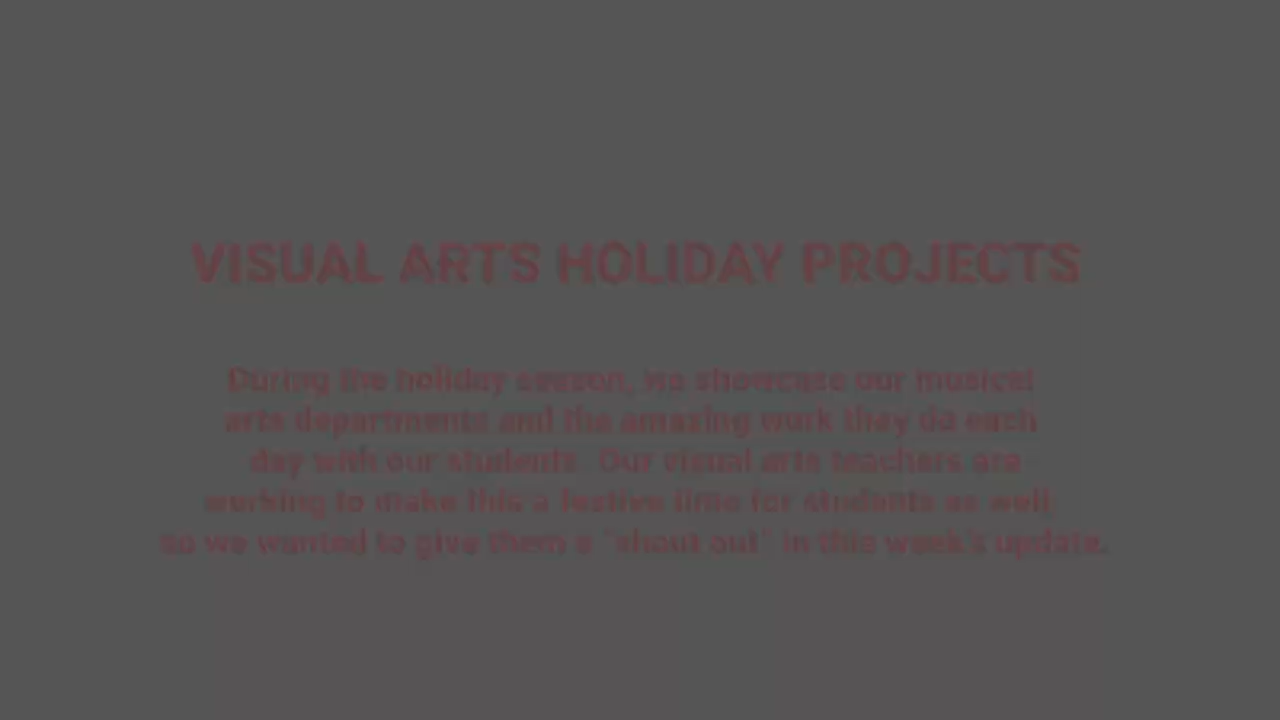 VISUAL ARTS HOLIDAY PROJECTS
During the holiday season, we showcase our musical
arts departments and the amazing work they do each
day with our students. Our visual arts teachers are
working to make this a festive time for students as well,
so we wanted to give them a "shout out" in this week's update.